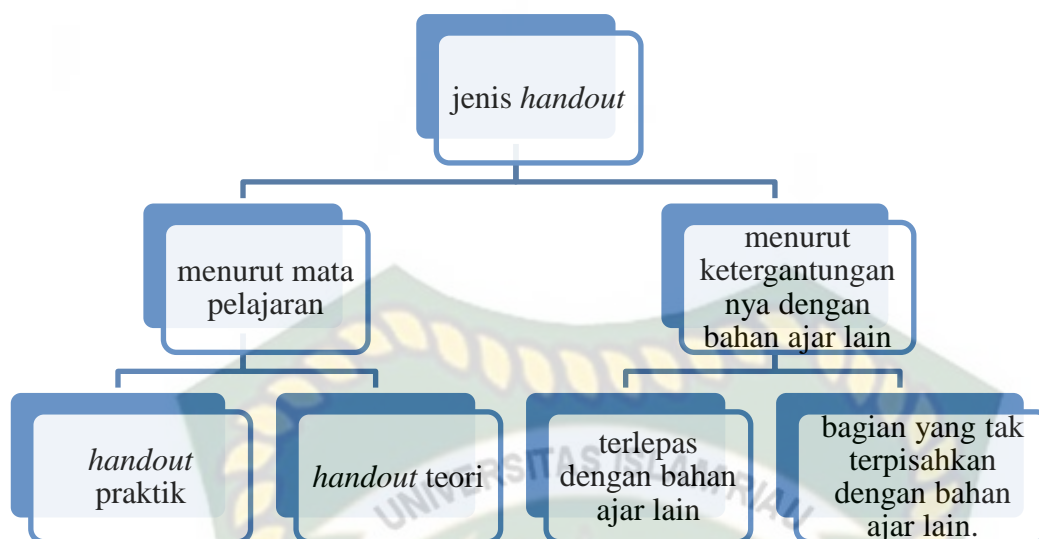 jenis handout
menurut mata
pelajaran
menurut
ketergantungan
nya dengan
bahan ajar lain
handout
praktik
handout teori
terlepas
dengan bahan
ajar lain
bagian yang tak
terpisahkan
dengan bahan
ajar lain.
UNIVERSITAS ISLAM RIAU